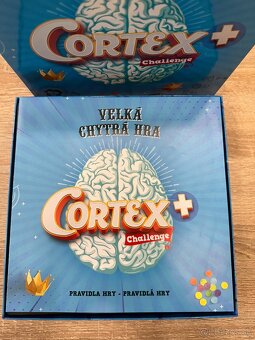 CORTEX+
Challenge
VELKÁ
CHYTRÁ HRA
CORTEX+
Challenge
PRAVIDLA HRY - PRAVIDLÁ HRY